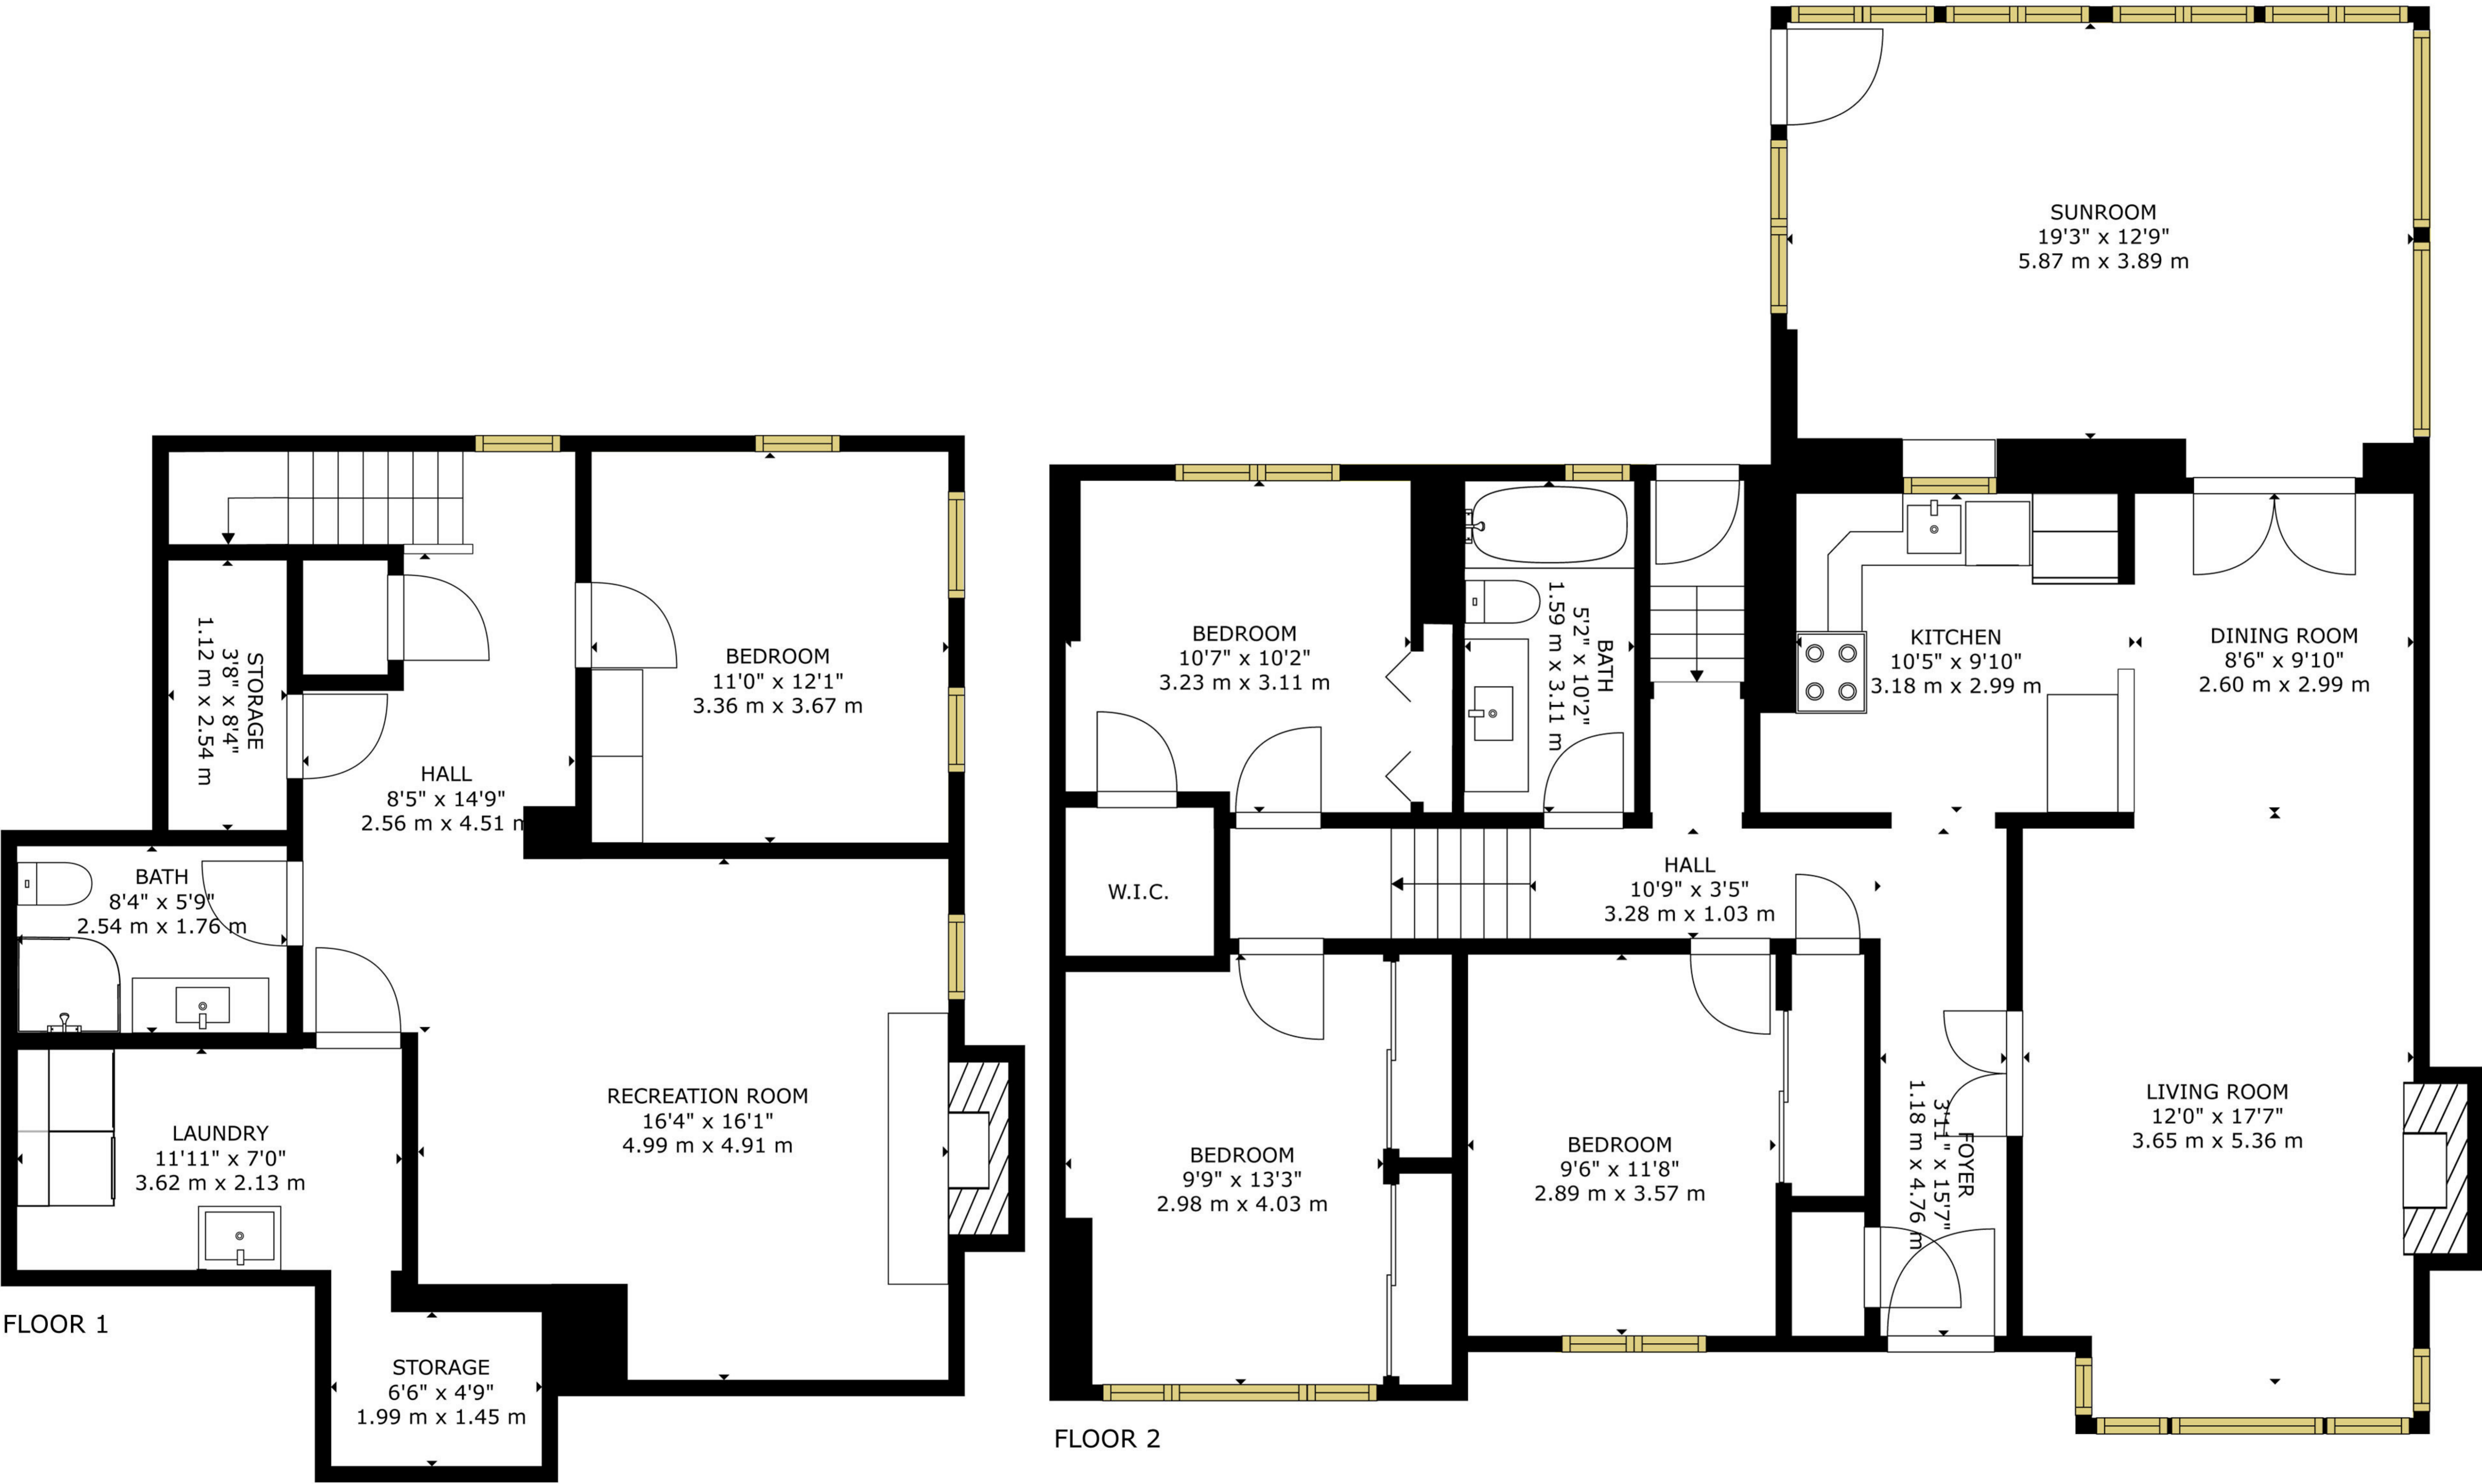 SUNROOM
19'3" x 12'9"
5.87 m x 3.89 m
BEDROOM
11'0" x 12'1"
3.36 m x 3.67 m
STORAGE
3'8" x 8'4"
1.12 m x 2.54 m
HALL
8'5" x 14'9"
2.56 m x 4.51 m
BATH
8'4" x 5'9"
2.54 m x 1.76 m
RECREATION ROOM
16'4" x 16'1"
4.99 m x 4.91 m
LAUNDRY
11'11" x 7'0"
3.62 m x 2.13 m
STORAGE
6'6" x 4'9"
1.99 m x 1.45 m
FLOOR 1
BEDROOM
10'7" x 10'2"
3.23 m x 3.11 m
BATH
5'2" x 10'2"
1.59 m x 3.11 m
KITCHEN
10'5" x 9'10"
3.18 m x 2.99 m
DINING ROOM
8'6" x 9'10"
2.60 m x 2.99 m
W.I.C.
HALL
10'9" x 3'5"
3.28 m x 1.03 m
BEDROOM
9'9" x 13'3"
2.98 m x 4.03 m
BEDROOM
9'6" x 11'8"
2.89 m x 3.57 m
FOYER
3'11" x 15'7"
1.18 m x 4.76 m
LIVING ROOM
12'0" x 17'7"
3.65 m x 5.36 m
FLOOR 2